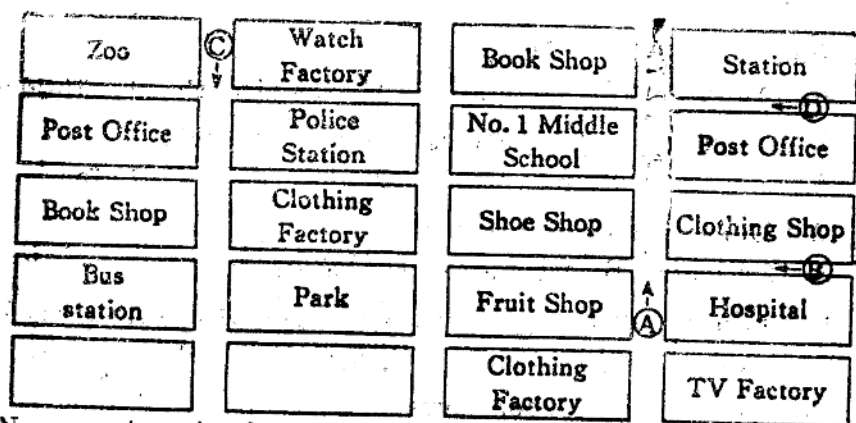 Zoo
C
Watch
Factory
Book Shop
Station
D
Post Office
Police
Station
No. 1 Middle
School
Post Office
Book Shop
Clothing
Factory
Shoe Shop
Clothing Shop
B
Bus
station
Park
Fruit Shop
A
Hospital
Clothing
Factory
TV Factory